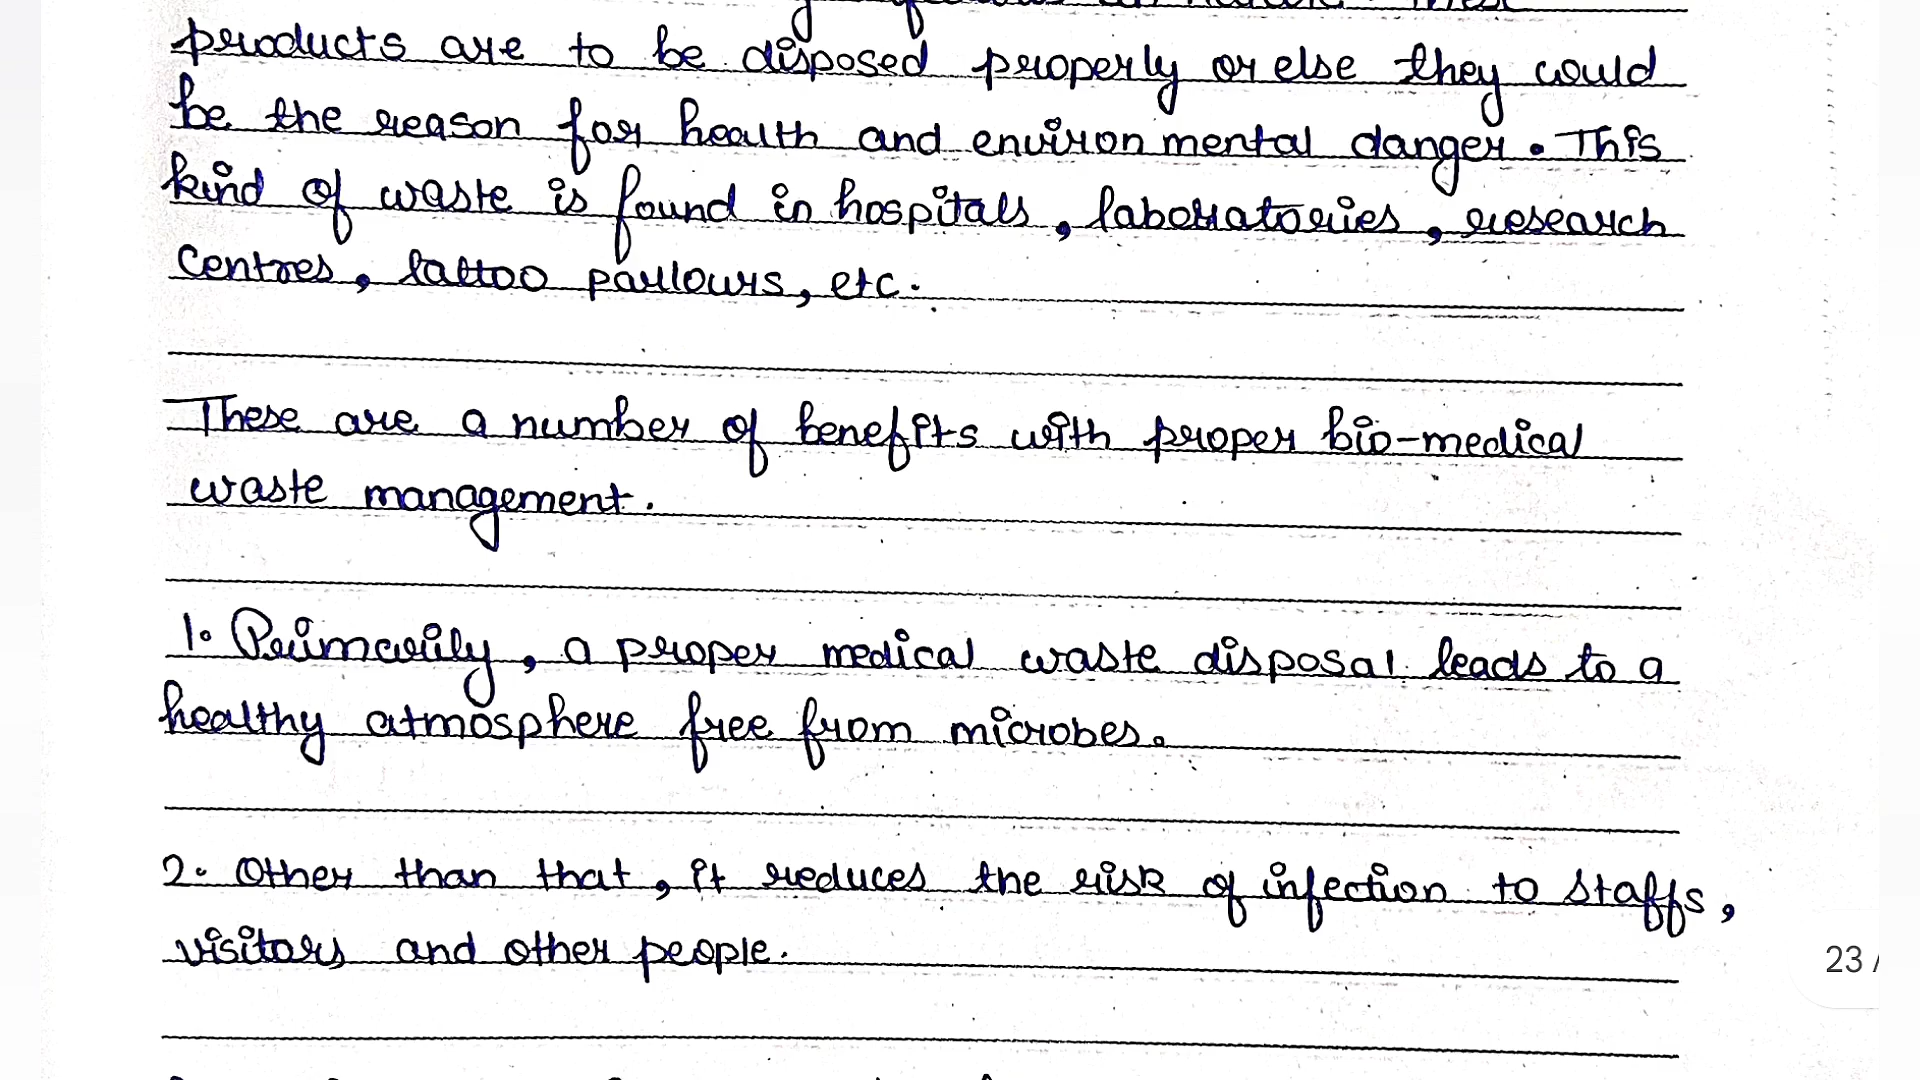 products are to be disposed properly or else they could
be the reason for health and environmental danger. This
kind of waste is found in hospitals, laboratories, research
centres, tattoo parlours, etc.
These are a number of benefits with proper bio-medical
waste management.
1. Primarily, a proper medical waste disposal leads to a
healthy atmosphere free from microbes.
2. Other than that, it reduces the risk of infection to staffs,
visitors and other people.
23 /